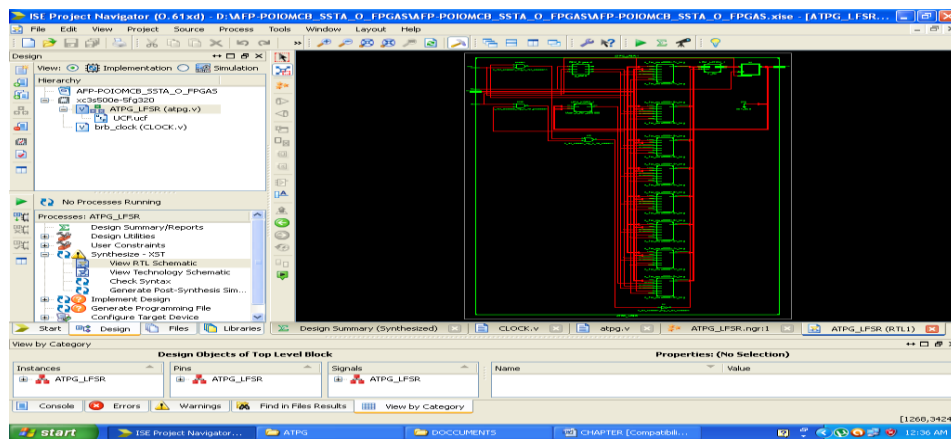 ISE Project Navigator (O.61xd) - D:\AFP-POIOMCB_SSTA_O_FPGAS\AFP-POIOMCB_SSTA_O_FPGAS.xise - [ATPG_LFSR...
File Edit View Project Source Process Tools Window Layout Help
Design
View: Implementation Simulation
Hierarchy
AFP-POIOMCB_SSTA_O_FPGAS
xc3s500e-5fg320
ATPG_LFSR (atpg.v)
UCF.ucf
brb_clock (CLOCK.v)
No Processes Running
Processes: ATPG_LFSR
Design Summary/Reports
Design Utilities
User Constraints
Synthesize - XST
View RTL Schematic
View Technology Schematic
Check Syntax
Generate Post-Synthesis Sim...
Implement Design
Generate Programming File
Configure Target Device
Start Design Files Libraries
Design Summary (Synthesized) CLOCK.v atpg.v ATPG_LFSR.ngr:1 ATPG_LFSR (RTL1)
View by Category
Design Objects of Top Level Block Properties: (No Selection)
Instances Pins Signals Name Value
ATPG_LFSR ATPG_LFSR ATPG_LFSR
Console Errors Warnings Find in Files Results View by Category
[1268,3424
start ISE Project Navigator... ATPG DOCCUMENTS CHAPTER [Compatibili... 12:36 AM